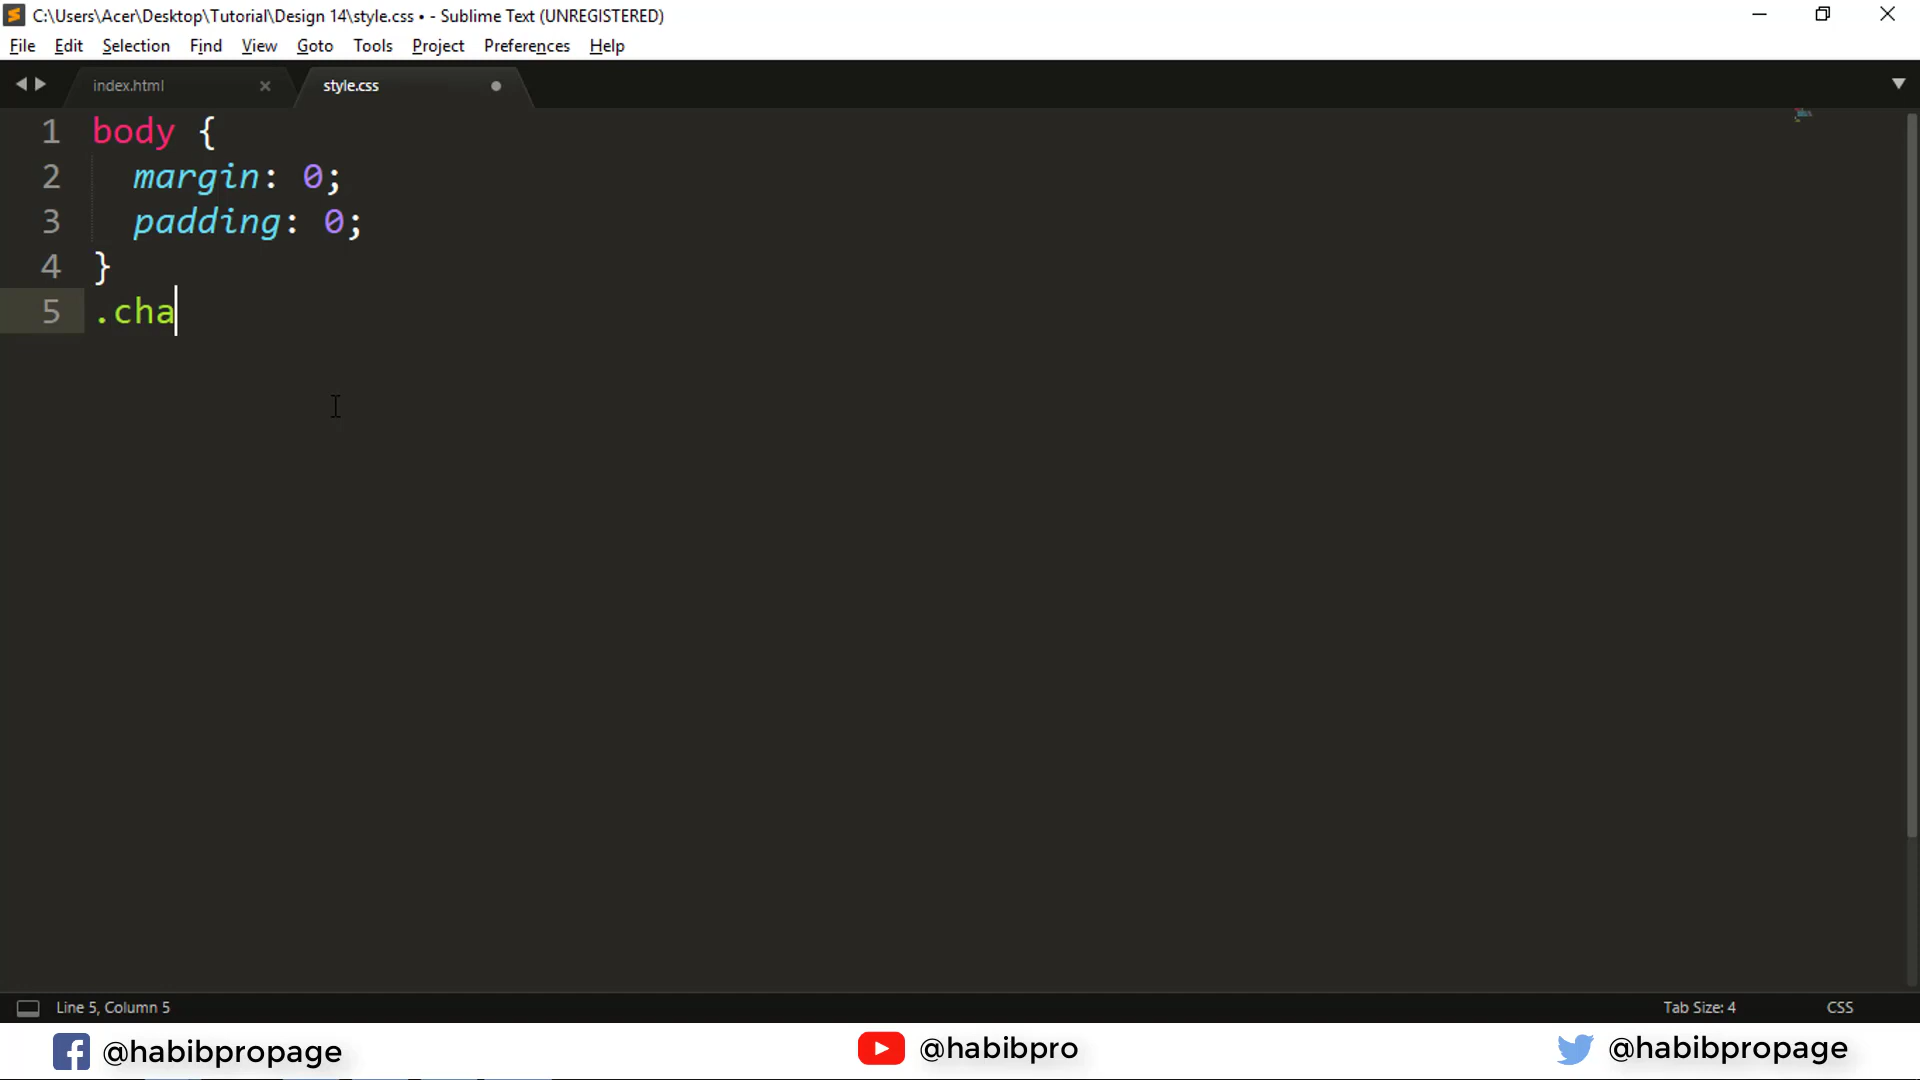 C:\Users\Acer\Desktop\Tutorial\Design 14\style.css • - Sublime Text (UNREGISTERED)
File Edit Selection Find View Goto Tools Project Preferences Help
index.html style.css
1 body {
2 margin: 0;
3 padding: 0;
4 }
5 .cha
Line 5, Column 5 Tab Size: 4 CSS
@habibpropage @habibpro @habibpropage